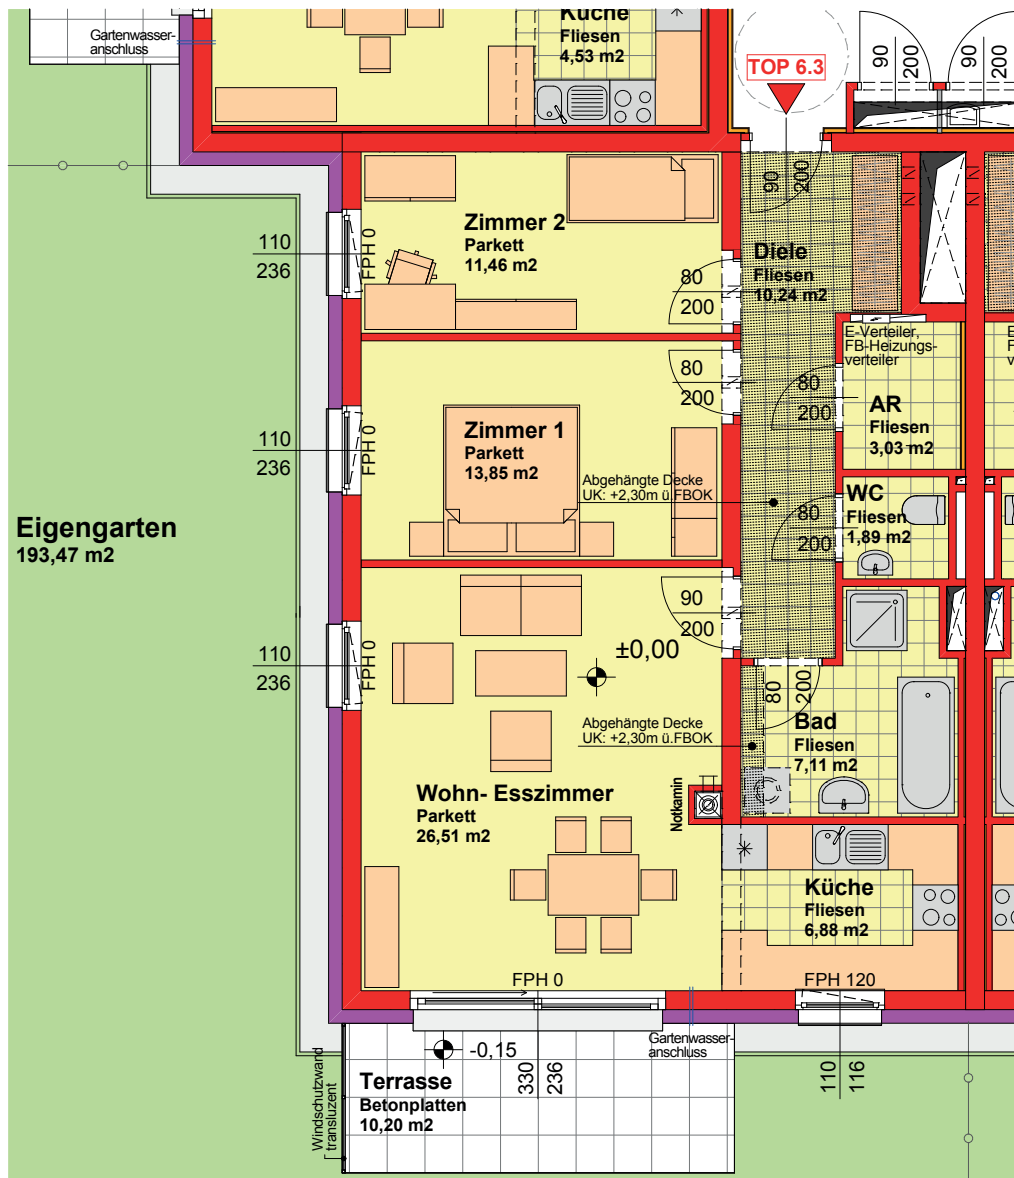 Küche
Fliesen
4,53 m2
Gartenwasser-
anschluss
TOP 6.3
90
200
90
200
90
200
Zimmer 2
Parkett
11,46 m2
110
236
FPH 0
80
200
Diele
Fliesen
10,24 m2
E-Verteiler,
FB-Heizungs-
verteiler
80
200
80
200
AR
Fliesen
3,03 m2
Zimmer 1
Parkett
13,85 m2
110
236
FPH 0
Abgehängte Decke
UK: +2,30m ü.FBOK
WC
Fliesen
1,89 m2
80
200
Eigengarten
193,47 m2
90
200
±0,00
110
236
FPH 0
80
200
Bad
Fliesen
7,11 m2
Abgehängte Decke
UK: +2,30m ü.FBOK
Wohn- Esszimmer
Parkett
26,51 m2
Notkamin
Küche
Fliesen
6,88 m2
FPH 0
FPH 120
Gartenwasser-
anschluss
-0,15
330
236
110
116
Terrasse
Betonplatten
10,20 m2
Windschutzwand
transluzent